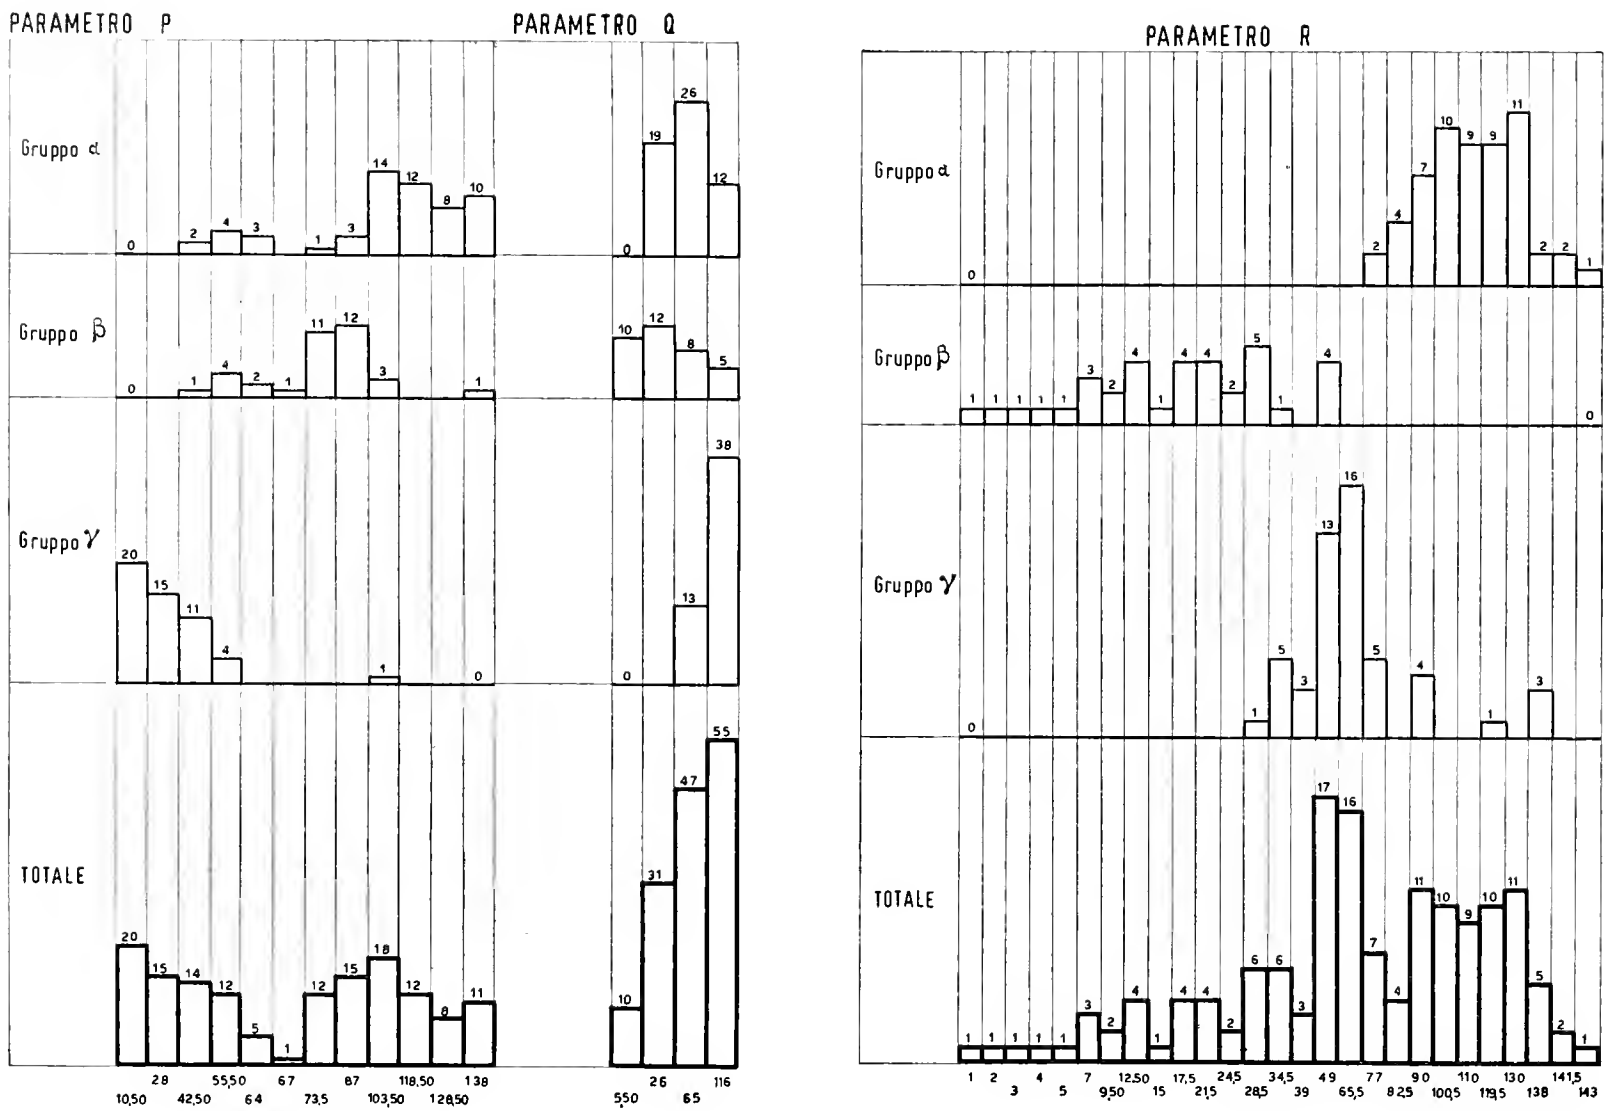 PARAMETRO P
PARAMETRO Q
Gruppo α
0 2 4 3 1 3 14 12 8 10
0 19 26 12
Gruppo β
0 1 4 2 1 11 12 3 1
10 12 8 5
Gruppo γ
20 15 11 4 1 0
0 13 38
TOTALE
20 15 14 12 5 1 12 15 18 12 8 11
10 31 47 55
28 55,50 67 87 118,50 138 26 116
10,50 42,50 64 73,5 103,50 128,50 5,50 65
PARAMETRO R
Gruppo α
0 2 4 7 10 9 9 11 2 2 1
Gruppo β
1 1 1 1 1 3 2 4 1 4 4 2 5 1 4 0
Gruppo γ
0 1 5 3 13 16 5 4 1 3
TOTALE
1 1 1 1 1 3 2 4 1 4 4 2 6 6 3 17 16 7 4 11 10 9 10 11 5 2 1
1 2 4 7 12,50 17,5 24,5 34,5 49 77 90 110 130 141,5
3 5 9,50 15 21,5 28,5 39 65,5 82,5 100,5 119,5 138 143